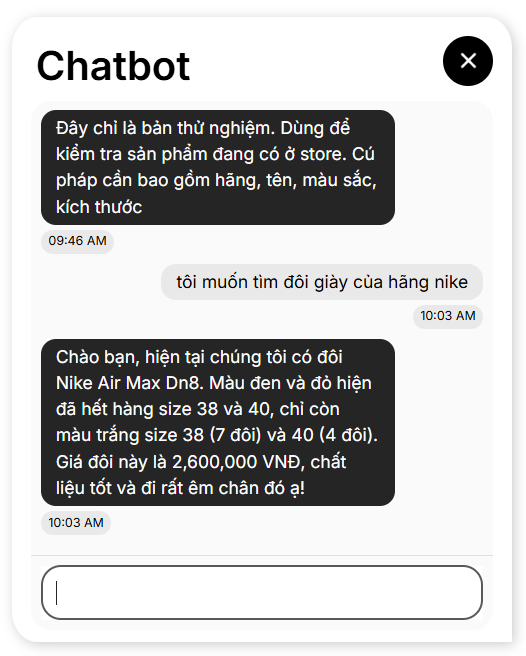 Chatbot
Đây chỉ là bản thử nghiệm. Dùng để
kiểm tra sản phẩm đang có ở store. Cú
pháp cần bao gồm hãng, tên, màu sắc,
kích thước
09:46 AM
tôi muốn tìm đôi giày của hãng nike
10:03 AM
Chào bạn, hiện tại chúng tôi có đôi
Nike Air Max Dn8. Màu đen và đỏ hiện
đã hết hàng size 38 và 40, chỉ còn
màu trắng size 38 (7 đôi) và 40 (4 đôi).
Giá đôi này là 2,600,000 VNĐ, chất
liệu tốt và đi rất êm chân đó ạ!
10:03 AM